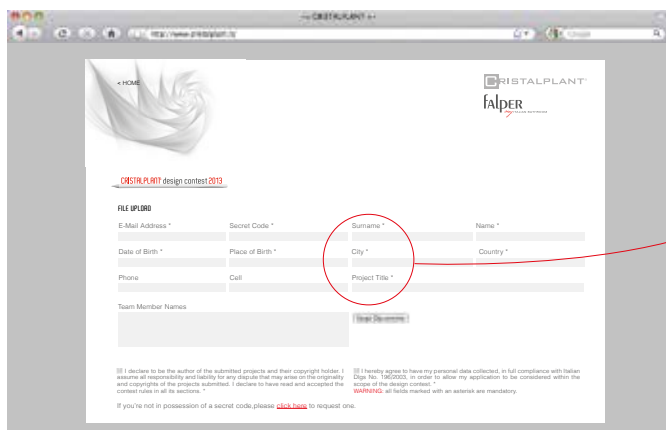 -- CRISTALPLANT --
< HOME
CRISTALPLANT®
falper
CRISTALPLANT design contest 2013
FILE UPLOAD
E-Mail Address * Secret Code * Surname * Name *
Date of Birth * Place of Birth * City * Country *
Phone Cell Project Title *
Team Member Names
I declare to be the author of the submitted projects and their copyright holder. I
assume all responsibility and liability for any dispute that may arise on the originality
and copyrights of the projects submitted. I declare to have read and accepted the
contest rules in all its sections. *
I hereby agree to have my personal data collected, in full compliance with Italian
Dlgs No. 196/2003, in order to allow my application to be considered within the
scope of the design contest. *
WARNING: all fields marked with an asterisk are mandatory.
If you're not in possession of a secret code,please click here to request one.